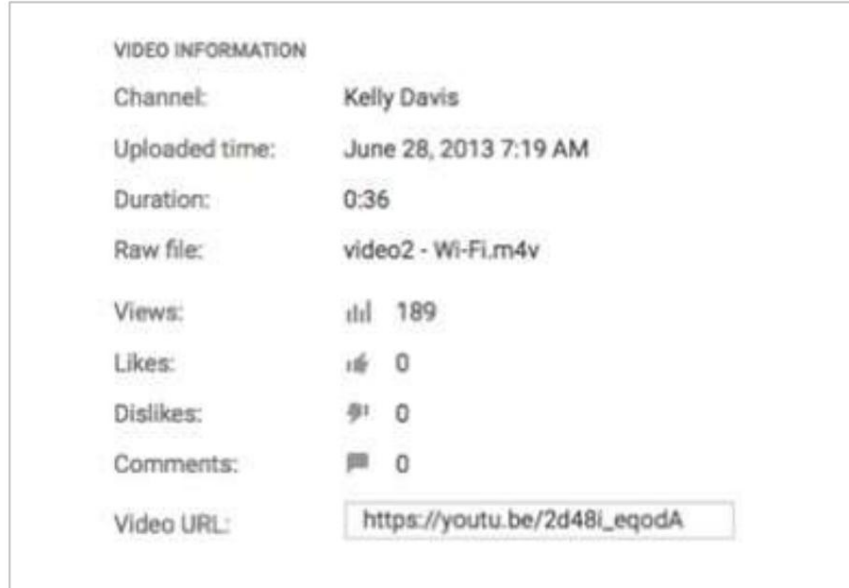 VIDEO INFORMATION
Channel: Kelly Davis
Uploaded time: June 28, 2013 7:19 AM
Duration: 0:36
Raw file: video2 - Wi-Fi.m4v
Views: 189
Likes: 0
Dislikes: 0
Comments: 0
Video URL: https://youtu.be/2d48i_eqodA